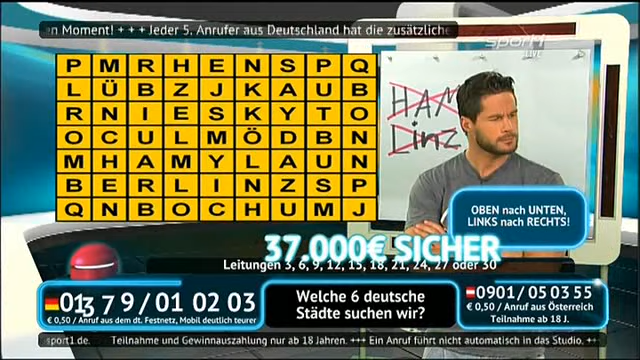 en Moment! +++ Jeder 5. Anrufer aus Deutschland hat die zusätzliche
sport1
LIVE
P M R H E N S P Q
L Ü B Z J K A U B
R N I E S K Y T O
O C U L M Ö D B N
M H A M Y L A U N
B E R L I N Z S P
Q N B O C H U M J
HAM
Linz
OBEN nach UNTEN,
LINKS nach RECHTS!
37.000€ SICHER
Leitungen 3, 6, 9, 12, 15, 18, 21, 24, 27 oder 30
0137 9/01 02 03
€ 0,50 / Anruf aus dem dt. Festnetz, Mobil deutlich teurer
Welche 6 deutsche
Städte suchen wir?
0901/05 03 55
€ 0,50 / Anruf aus Österreich
Teilnahme ab 18 J.
sport1.de Teilnahme und Gewinnauszahlung nur ab 18 Jahren. +++ Ein Anruf führt nicht automatisch in das Studio. +++